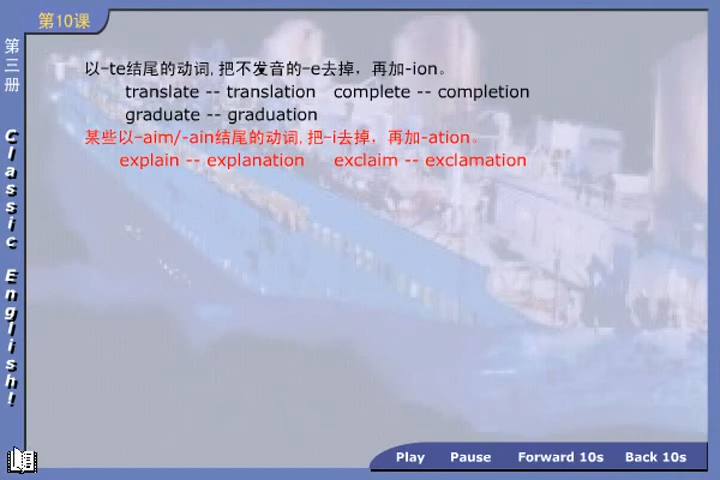 第10课
第三册
Classic English!
以-te结尾的动词,把不发音的-e去掉，再加-ion。
translate -- translation complete -- completion
graduate -- graduation
某些以-aim/-ain结尾的动词,把-i去掉，再加-ation。
explain -- explanation exclaim -- exclamation
Play Pause Forward 10s Back 10s